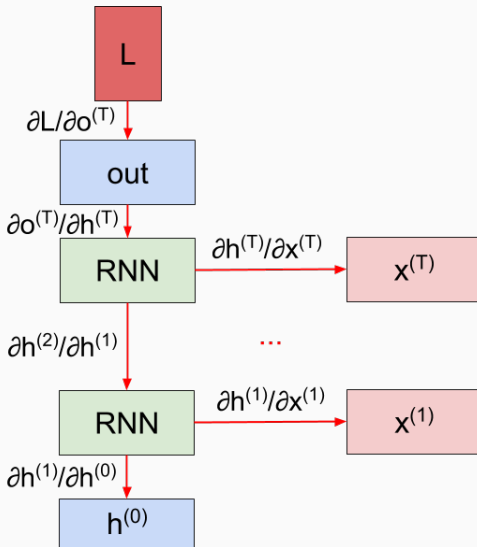 L
∂L/∂o⁽ᵀ⁾
out
∂o⁽ᵀ⁾/∂h⁽ᵀ⁾
∂h⁽ᵀ⁾/∂x⁽ᵀ⁾
RNN
x⁽ᵀ⁾
∂h⁽²⁾/∂h⁽¹⁾
...
∂h⁽¹⁾/∂x⁽¹⁾
RNN
x⁽¹⁾
∂h⁽¹⁾/∂h⁽⁰⁾
h⁽⁰⁾